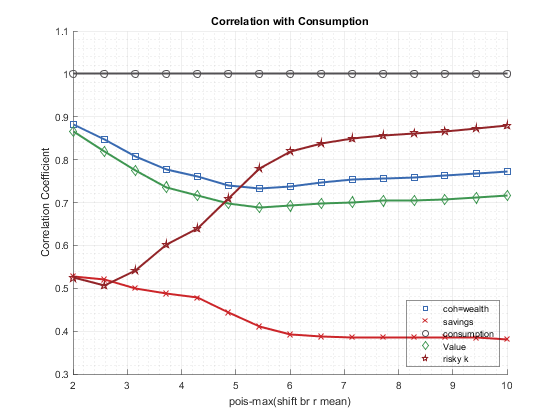 Correlation with Consumption
1.1
1
0.9
0.8
0.7
0.6
0.5
0.4
0.3
Correlation Coefficient
2 3 4 5 6 7 8 9 10
pois-max(shift br r mean)
coh=wealth
savings
consumption
Value
risky k